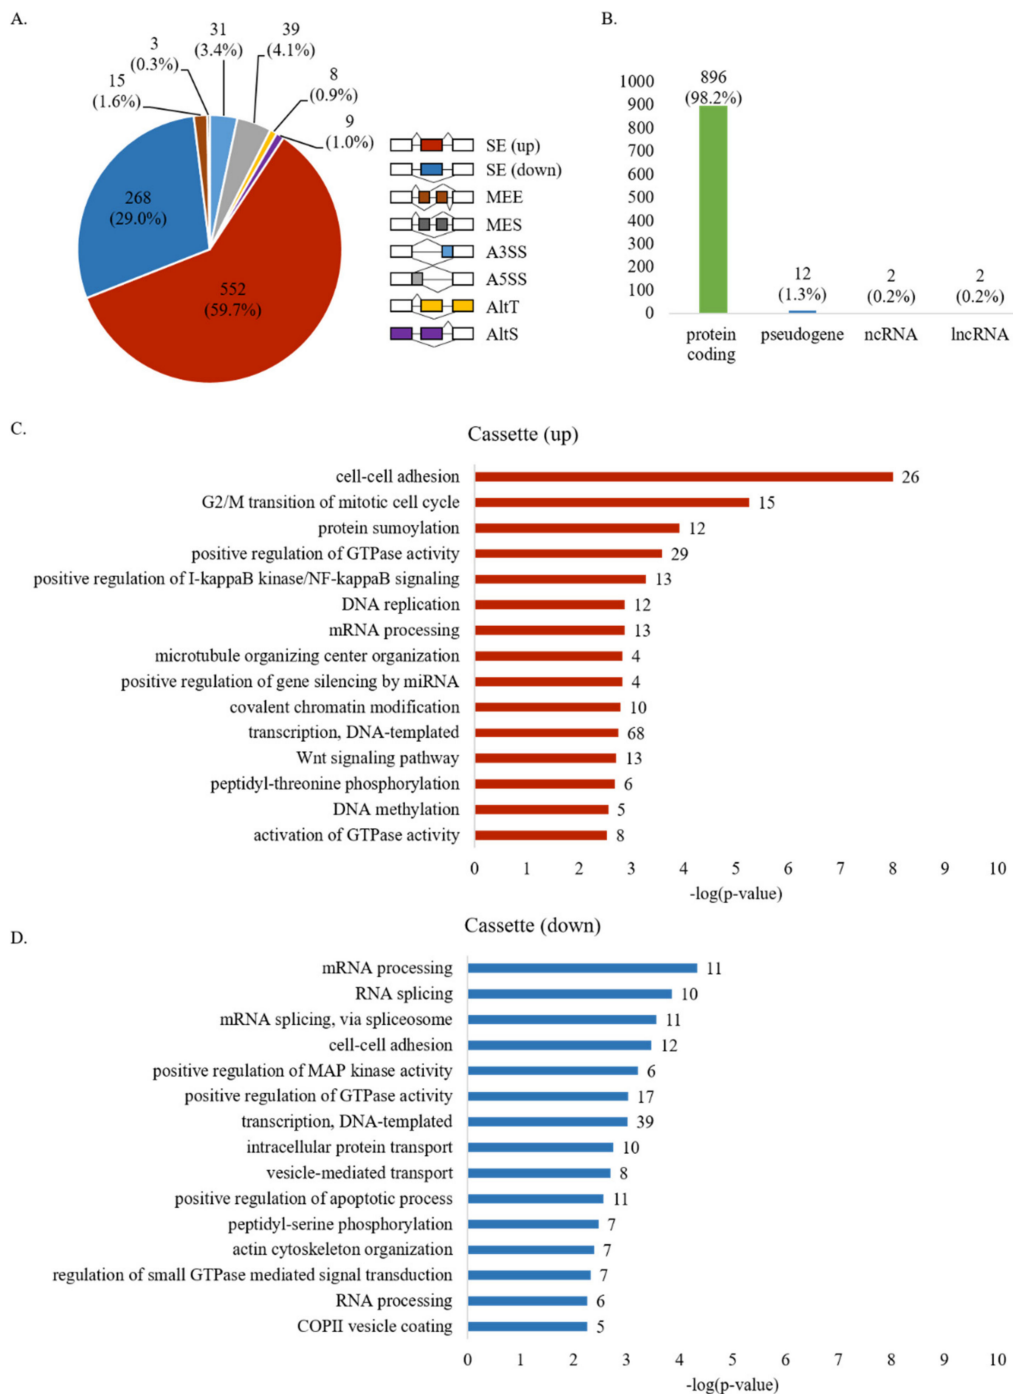 A.
3
(0.3%)
31
(3.4%)
39
(4.1%)
15
(1.6%)
8
(0.9%)
9
(1.0%)
268
(29.0%)
552
(59.7%)
SE (up)
SE (down)
MEE
MES
A3SS
A5SS
AltT
AltS
B.
1000
900
800
700
600
500
400
300
200
100
0
896
(98.2%)
12
(1.3%)
2
(0.2%)
2
(0.2%)
protein coding
pseudogene
ncRNA
lncRNA
C.
Cassette (up)
cell-cell adhesion 26
G2/M transition of mitotic cell cycle 15
protein sumoylation 12
positive regulation of GTPase activity 29
positive regulation of I-kappaB kinase/NF-kappaB signaling 13
DNA replication 12
mRNA processing 13
microtubule organizing center organization 4
positive regulation of gene silencing by miRNA 4
covalent chromatin modification 10
transcription, DNA-templated 68
Wnt signaling pathway 13
peptidyl-threonine phosphorylation 6
DNA methylation 5
activation of GTPase activity 8
0 1 2 3 4 5 6 7 8 9 10
-log(p-value)
D.
Cassette (down)
mRNA processing 11
RNA splicing 10
mRNA splicing, via spliceosome 11
cell-cell adhesion 12
positive regulation of MAP kinase activity 6
positive regulation of GTPase activity 17
transcription, DNA-templated 39
intracellular protein transport 10
vesicle-mediated transport 8
positive regulation of apoptotic process 11
peptidyl-serine phosphorylation 7
actin cytoskeleton organization 7
regulation of small GTPase mediated signal transduction 7
RNA processing 6
COPII vesicle coating 5
0 1 2 3 4 5 6 7 8 9 10
-log(p-value)